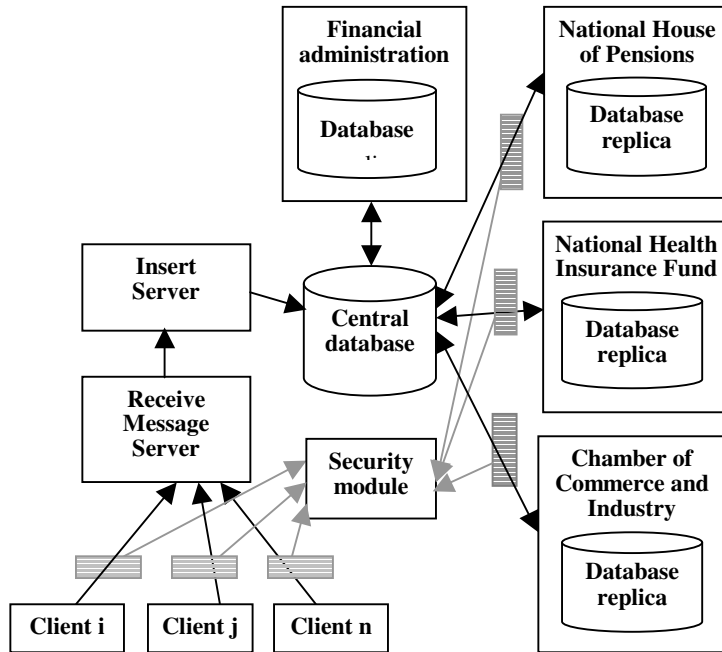 Financial
administration
Database
National House
of Pensions
Database
replica
Insert
Server
Central
database
National Health
Insurance Fund
Database
replica
Receive
Message
Server
Security
module
Chamber of
Commerce and
Industry
Database
replica
Client i
Client j
Client n